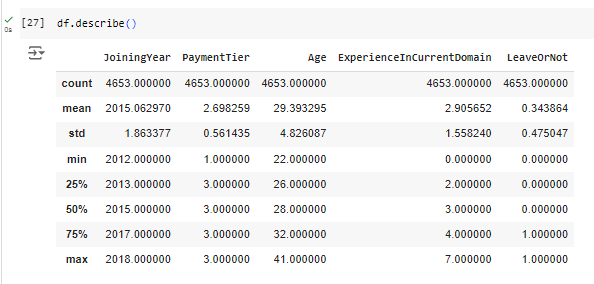 [27] df.describe()
0s
JoiningYear PaymentTier Age ExperienceInCurrentDomain LeaveOrNot
count 4653.000000 4653.000000 4653.000000 4653.000000 4653.000000
mean 2015.062970 2.698259 29.393295 2.905652 0.343864
std 1.863377 0.561435 4.826087 1.558240 0.475047
min 2012.000000 1.000000 22.000000 0.000000 0.000000
25% 2013.000000 3.000000 26.000000 2.000000 0.000000
50% 2015.000000 3.000000 28.000000 3.000000 0.000000
75% 2017.000000 3.000000 32.000000 4.000000 1.000000
max 2018.000000 3.000000 41.000000 7.000000 1.000000